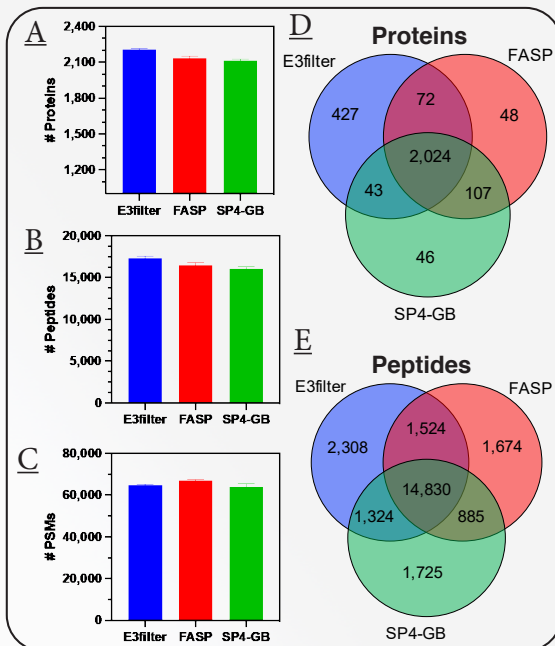 A
2,400
2,100
1,800
1,500
1,200
# Proteins
E3filter FASP SP4-GB
B
20,000
15,000
10,000
5,000
0
# Peptides
E3filter FASP SP4-GB
C
80,000
60,000
40,000
20,000
0
# PSMs
E3filter FASP SP4-GB
D
Proteins
E3filter
FASP
427
72
48
2,024
43
107
46
SP4-GB
E
Peptides
E3filter
FASP
2,308
1,524
1,674
14,830
1,324
885
1,725
SP4-GB